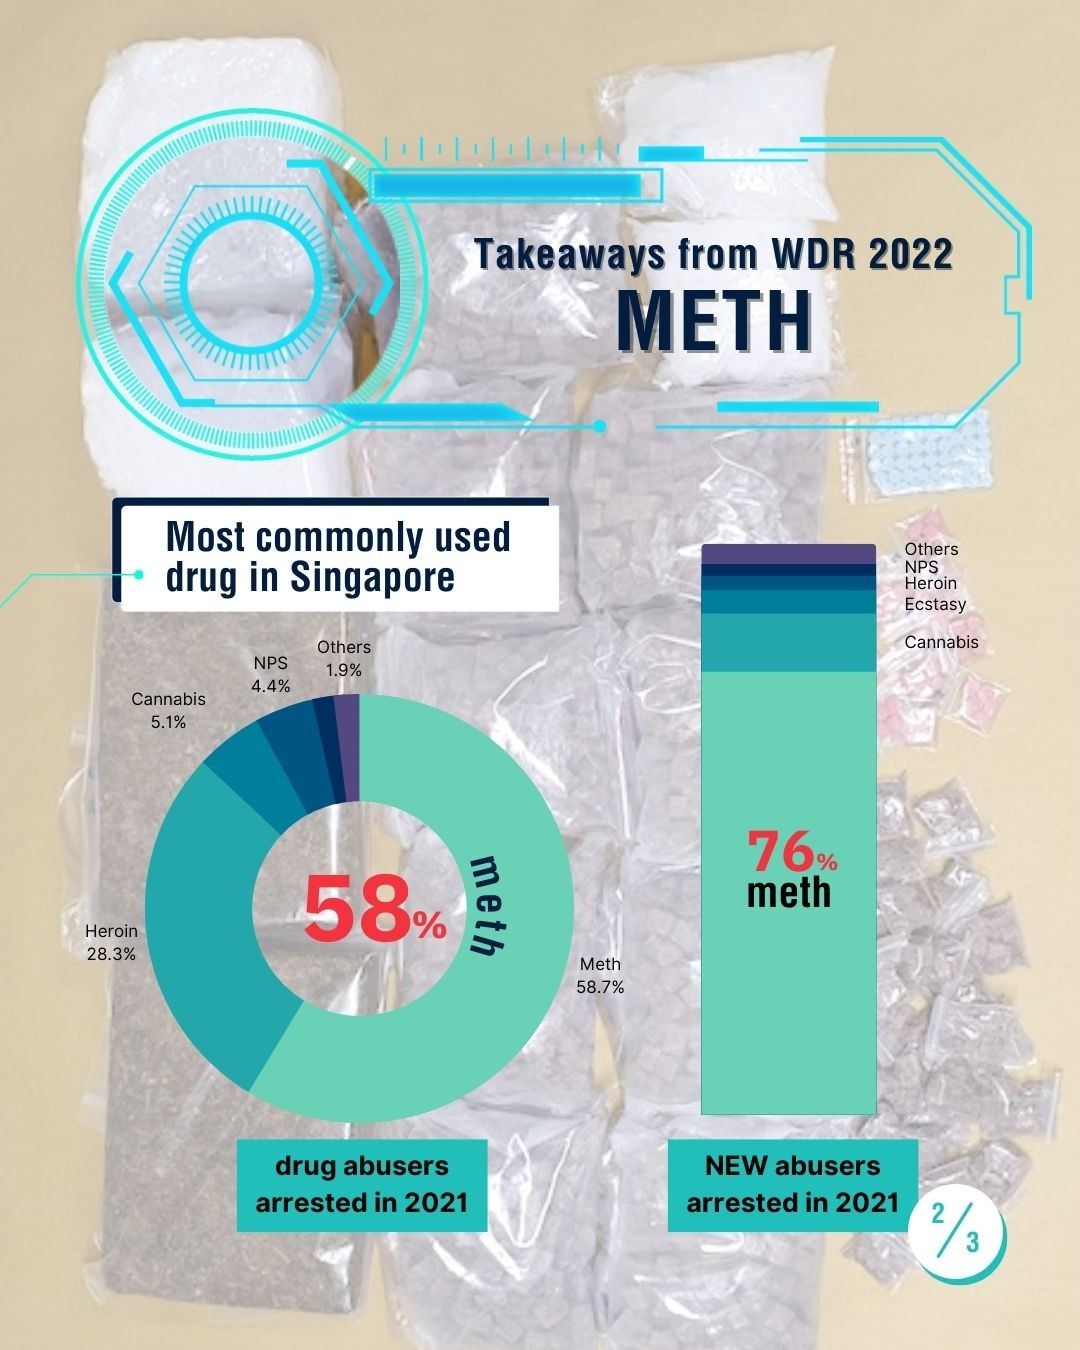 Takeaways from WDR 2022
METH
Most commonly used
drug in Singapore
Others
1.9%
NPS
4.4%
Cannabis
5.1%
Heroin
28.3%
Meth
58.7%
58%
meth
drug abusers
arrested in 2021
Others
NPS
Heroin
Ecstasy
Cannabis
76%
meth
NEW abusers
arrested in 2021
2/3